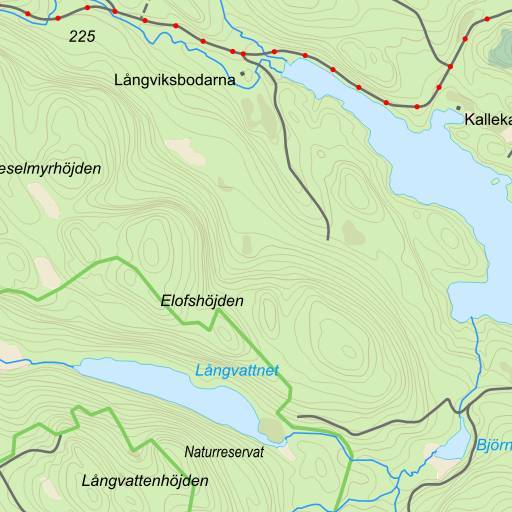 225
Långviksbodarna
Kalleka
eselmyrhöjden
Elofshöjden
Långvattnet
Björn
Naturreservat
Långvattenhöjden